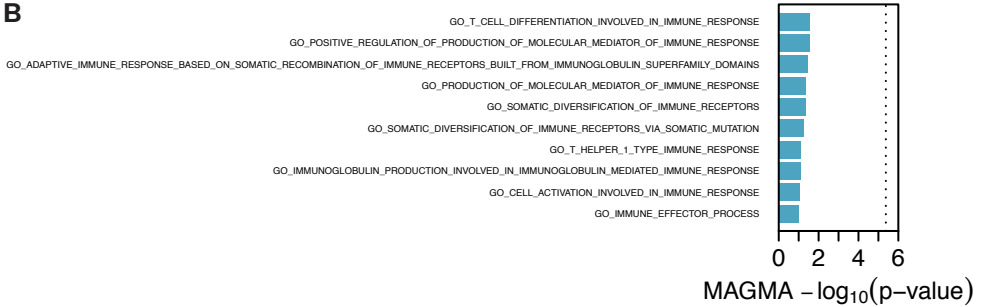 B
GO_T_CELL_DIFFERENTIATION_INVOLVED_IN_IMMUNE_RESPONSE
GO_POSITIVE_REGULATION_OF_PRODUCTION_OF_MOLECULAR_MEDIATOR_OF_IMMUNE_RESPONSE
GO_ADAPTIVE_IMMUNE_RESPONSE_BASED_ON_SOMATIC_RECOMBINATION_OF_IMMUNE_RECEPTORS_BUILT_FROM_IMMUNOGLOBULIN_SUPERFAMILY_DOMAINS
GO_PRODUCTION_OF_MOLECULAR_MEDIATOR_OF_IMMUNE_RESPONSE
GO_SOMATIC_DIVERSIFICATION_OF_IMMUNE_RECEPTORS
GO_SOMATIC_DIVERSIFICATION_OF_IMMUNE_RECEPTORS_VIA_SOMATIC_MUTATION
GO_T_HELPER_1_TYPE_IMMUNE_RESPONSE
GO_IMMUNOGLOBULIN_PRODUCTION_INVOLVED_IN_IMMUNOGLOBULIN_MEDIATED_IMMUNE_RESPONSE
GO_CELL_ACTIVATION_INVOLVED_IN_IMMUNE_RESPONSE
GO_IMMUNE_EFFECTOR_PROCESS
0 2 4 6
MAGMA −log₁₀(p−value)